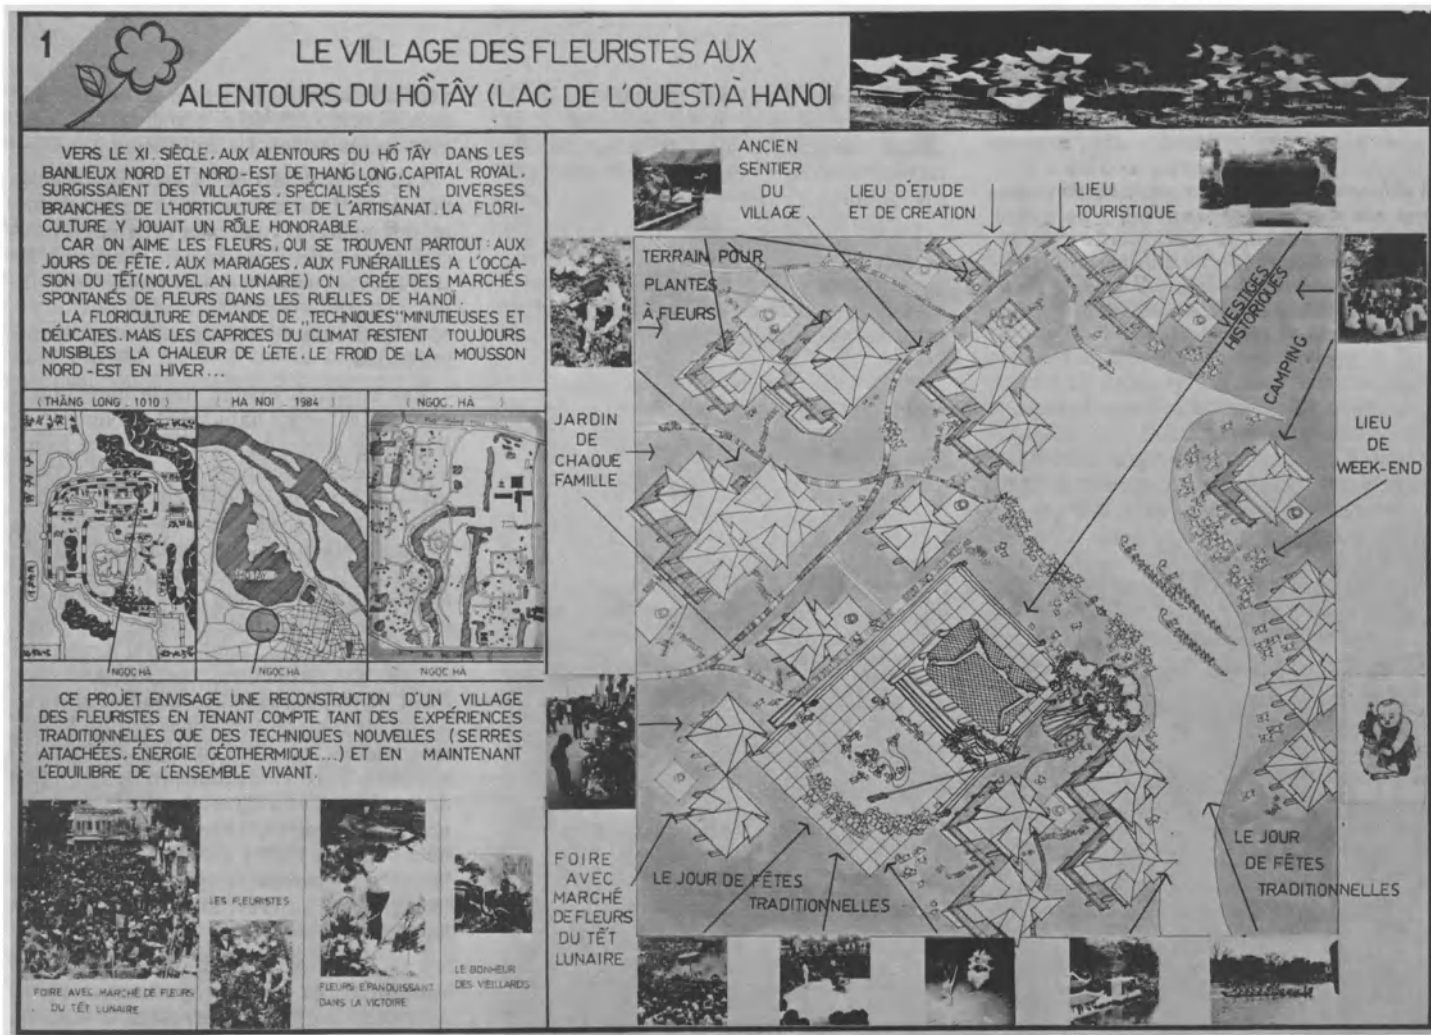 1
LE VILLAGE DES FLEURISTES AUX
ALENTOURS DU HỒ TÂY (LAC DE L'OUEST) À HANOI
VERS LE XI. SIÈCLE, AUX ALENTOURS DU HỒ TÂY DANS LES
BANLIEUX NORD ET NORD-EST DE THANG LONG, CAPITAL ROYAL,
SURGISSAIENT DES VILLAGES, SPÉCIALISÉS EN DIVERSES
BRANCHES DE L'HORTICULTURE ET DE L'ARTISANAT. LA FLORI-
CULTURE Y JOUAIT UN RÔLE HONORABLE.
CAR ON AIME LES FLEURS, QUI SE TROUVENT PARTOUT: AUX
JOURS DE FÊTE, AUX MARIAGES, AUX FUNÉRAILLES A L'OCCA-
SION DU TẾT (NOUVEL AN LUNAIRE) ON CRÉE DES MARCHÉS
SPONTANÉS DE FLEURS DANS LES RUELLES DE HANOÏ.
LA FLORICULTURE DEMANDE DE „TECHNIQUES" MINUTIEUSES ET
DÉLICATES. MAIS LES CAPRICES DU CLIMAT RESTENT TOUJOURS
NUISIBLES LA CHALEUR DE L'ETE, LE FROID DE LA MOUSSON
NORD-EST EN HIVER...
( THĂNG LONG . 1010 )
( HA NOI . 1984 )
( NGỌC . HÀ )
HỒ TÂY
NGỌC HÀ
NGỌC HÀ
NGỌC HÀ
CE PROJET ENVISAGE UNE RECONSTRUCTION D'UN VILLAGE
DES FLEURISTES EN TENANT COMPTE TANT DES EXPÉRIENCES
TRADITIONNELLES QUE DES TECHNIQUES NOUVELLES (SERRES
ATTACHÉES, ÉNERGIE GÉOTHERMIQUE...) ET EN MAINTENANT
L'EQUILIBRE DE L'ENSEMBLE VIVANT.
FOIRE AVEC MARCHÉ DE FLEURS
DU TẾT LUNAIRE
LES FLEURISTES
FLEURS EPANOUISSANT
DANS LA VICTOIRE
LE BONHEUR
DES VIEILLARDS
ANCIEN
SENTIER
DU
VILLAGE
LIEU D'ETUDE
ET DE CREATION
LIEU
TOURISTIQUE
TERRAIN POUR
PLANTES
À FLEURS
VESTIGES
HISTORIQUES
CAMPING
JARDIN
DE
CHAQUE
FAMILLE
LIEU
DE
WEEK-END
FOIRE
AVEC
MARCHÉ
DE FLEURS
DU TẾT
LUNAIRE
LE JOUR DE FÊTES
TRADITIONNELLES
LE JOUR
DE FÊTES
TRADITIONNELLES